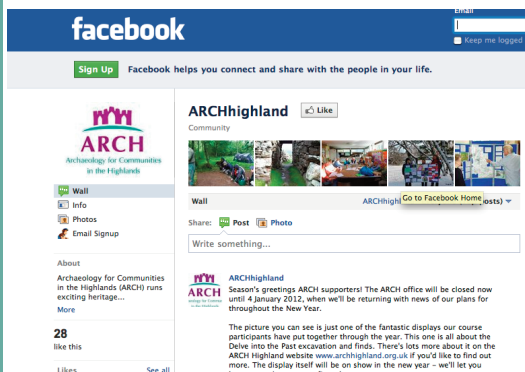 facebook
Email
Keep me logged
Sign Up
Facebook helps you connect and share with the people in your life.
ARCH
Archaeology for Communities
in the Highlands
Wall
Info
Photos
Email Signup
About
Archaeology for Communities
in the Highlands (ARCH) runs
exciting heritage...
More
28
like this
Likes
See all
ARCHhighland
Like
Community
Wall
ARCHhighl
Go to Facebook Home
osts)
Share: Post Photo
Write something...
ARCHhighland
Season's greetings ARCH supporters! The ARCH office will be closed now
until 4 January 2012, when we'll be returning with news of our plans for
throughout the New Year.
The picture you can see is just one of the fantastic displays our course
participants have put together through the year. This one is all about the
Delve into the Past excavation and finds. There's lots more about it on the
ARCH Highland website www.archhighland.org.uk if you'd like to find out
more. The display itself will be on show in the new year – we'll let you
ARCH